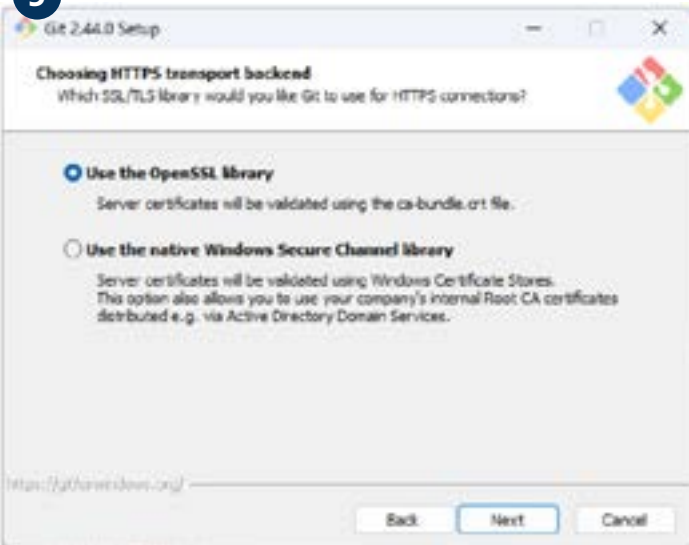 9
Git 2.44.0 Setup
Choosing HTTPS transport backend
Which SSL/TLS library would you like Git to use for HTTPS connections?
Use the OpenSSL library
Server certificates will be validated using the ca-bundle.crt file.
Use the native Windows Secure Channel library
Server certificates will be validated using Windows Certificate Stores.
This option also allows you to use your company's internal Root CA certificates
distributed e.g. via Active Directory Domain Services.
https://gitforwindows.org/
Back
Next
Cancel